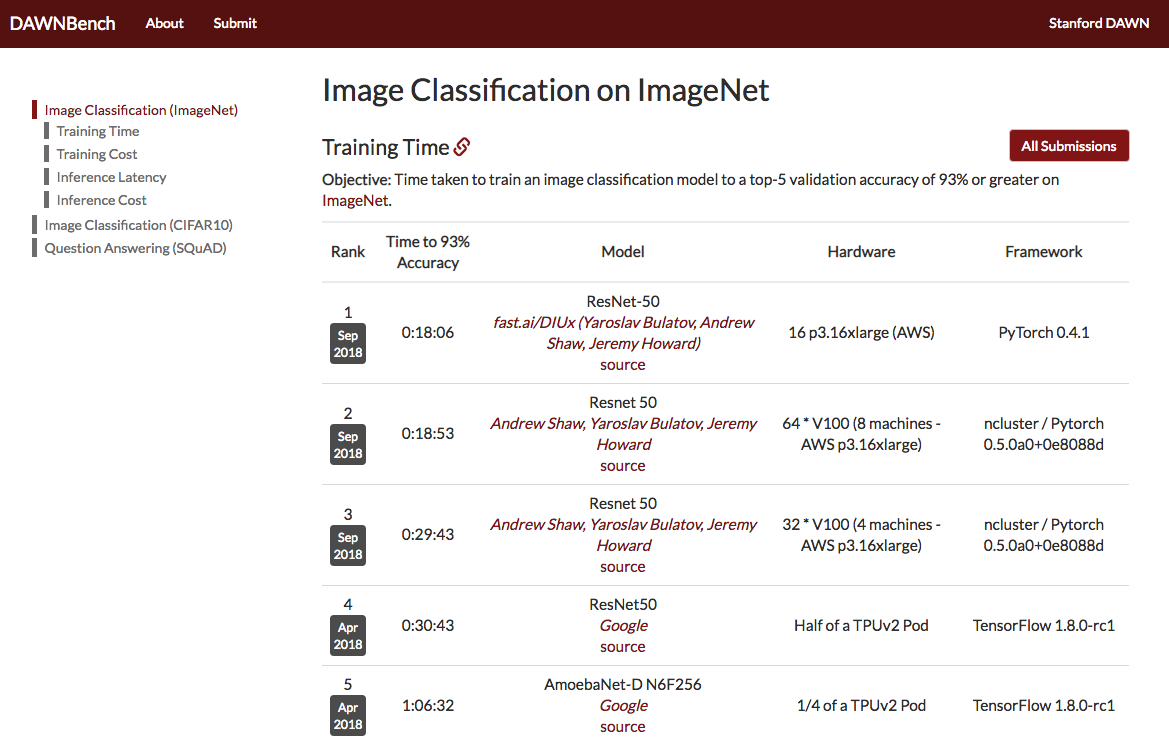 DAWNBench About Submit Stanford DAWN
Image Classification (ImageNet)
Training Time
Training Cost
Inference Latency
Inference Cost
Image Classification (CIFAR10)
Question Answering (SQuAD)
Image Classification on ImageNet
Training Time
All Submissions
Objective: Time taken to train an image classification model to a top-5 validation accuracy of 93% or greater on
ImageNet.
Rank
Time to 93%
Accuracy
Model
Hardware
Framework
1
Sep
2018
0:18:06
ResNet-50
fast.ai/DIUx (Yaroslav Bulatov, Andrew
Shaw, Jeremy Howard)
source
16 p3.16xlarge (AWS)
PyTorch 0.4.1
2
Sep
2018
0:18:53
Resnet 50
Andrew Shaw, Yaroslav Bulatov, Jeremy
Howard
source
64 * V100 (8 machines -
AWS p3.16xlarge)
ncluster / Pytorch
0.5.0a0+0e8088d
3
Sep
2018
0:29:43
Resnet 50
Andrew Shaw, Yaroslav Bulatov, Jeremy
Howard
source
32 * V100 (4 machines -
AWS p3.16xlarge)
ncluster / Pytorch
0.5.0a0+0e8088d
4
Apr
2018
0:30:43
ResNet50
Google
source
Half of a TPUv2 Pod
TensorFlow 1.8.0-rc1
5
Apr
2018
1:06:32
AmoebaNet-D N6F256
Google
source
1/4 of a TPUv2 Pod
TensorFlow 1.8.0-rc1